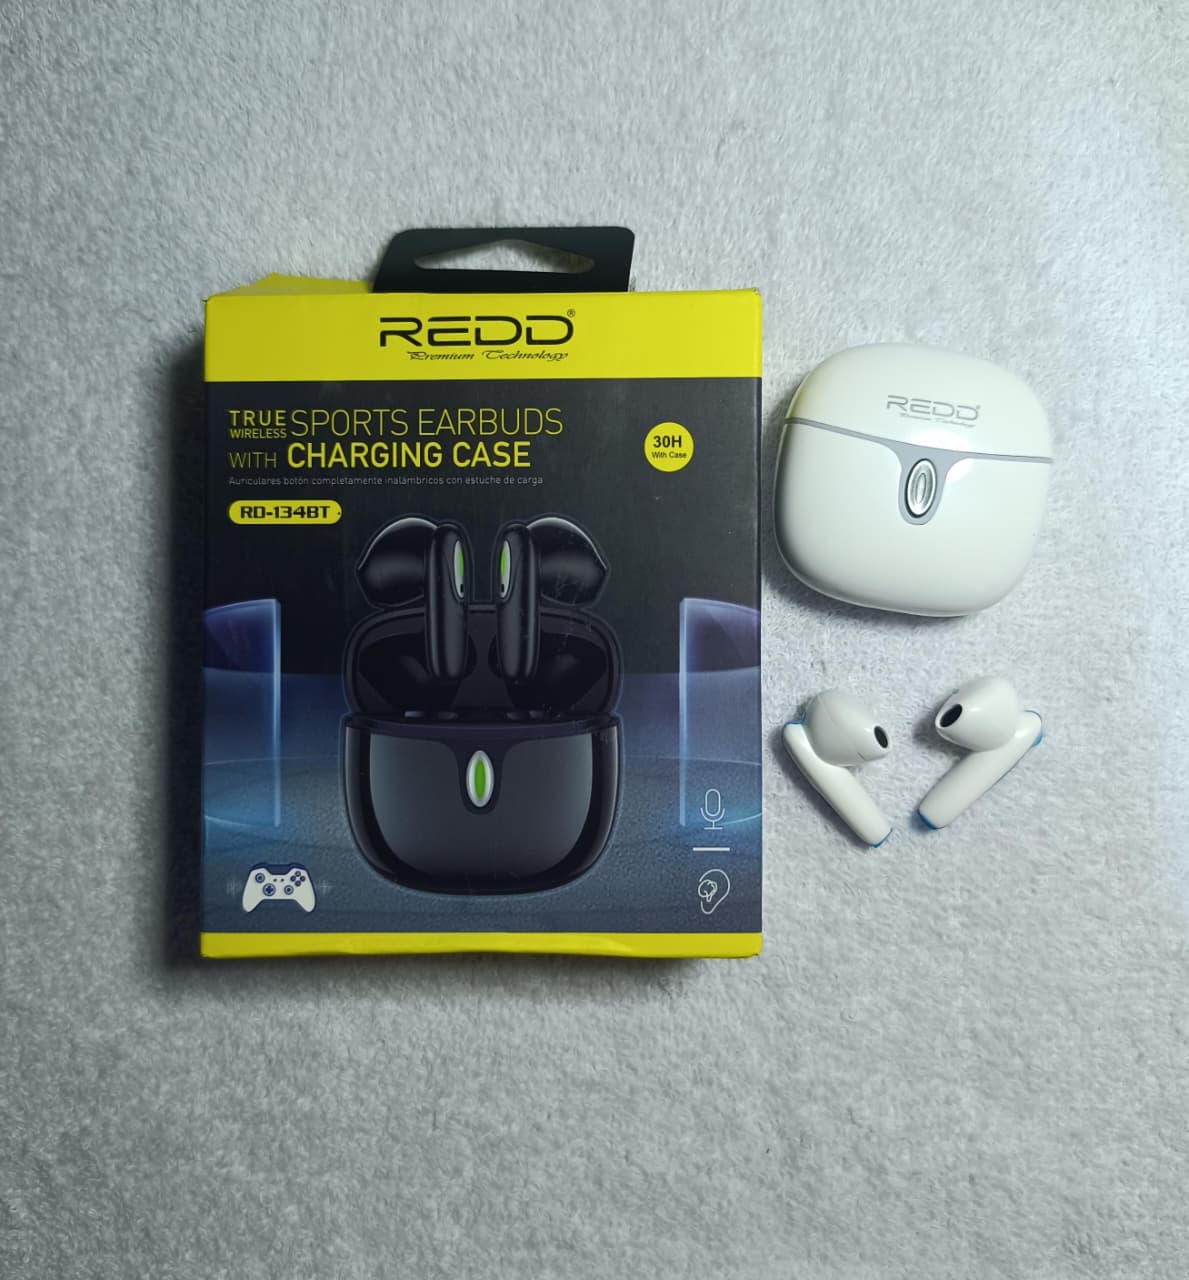 REDD®
Premium Technology
TRUE WIRELESS SPORTS EARBUDS
WITH CHARGING CASE
Auriculares botón completamente inalámbricos con estuche de carga
RD-134BT
30H
With Case
REDD
Premium Technology